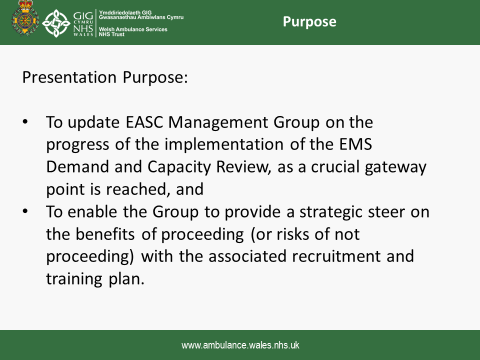 Ymddiriedolaeth GIG
Gwasanaethau Ambiwlans Cymru
GIG
CYMRU
NHS
WALES
Welsh Ambulance Services
NHS Trust
Purpose
Presentation Purpose:
• To update EASC Management Group on the
progress of the implementation of the EMS
Demand and Capacity Review, as a crucial gateway
point is reached, and
• To enable the Group to provide a strategic steer on
the benefits of proceeding (or risks of not
proceeding) with the associated recruitment and
training plan.
www.ambulance.wales.nhs.uk